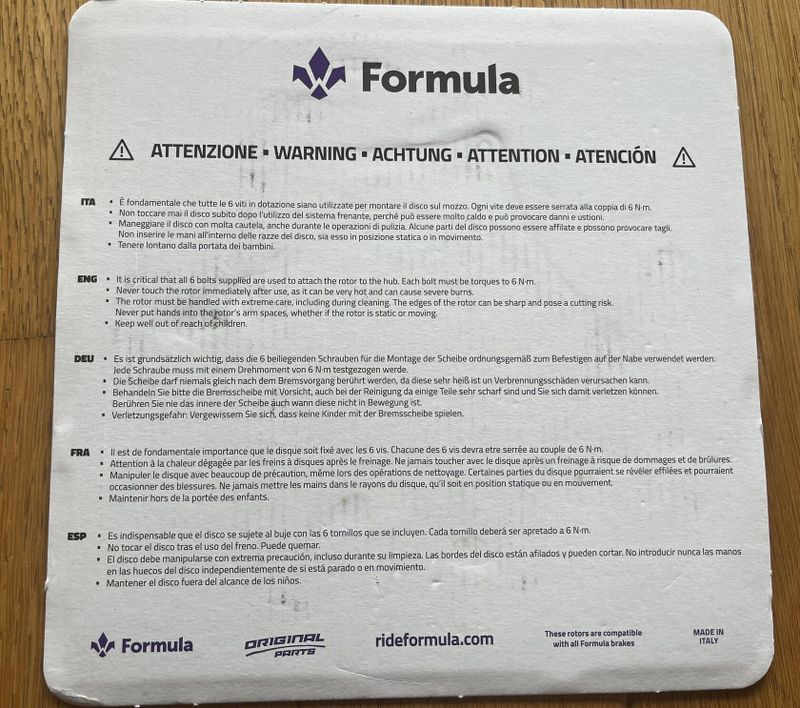 Formula
ATTENZIONE ▪ WARNING ▪ ACHTUNG ▪ ATTENTION ▪ ATENCIÓN
ITA ▪ È fondamentale che tutte le 6 viti in dotazione siano utilizzate per montare il disco sul mozzo. Ogni vite deve essere serrata alla coppia di 6 N·m.
▪ Non toccare mai il disco subito dopo l'utilizzo del sistema frenante, perché può essere molto caldo e può provocare danni e ustioni.
▪ Maneggiare il disco con molta cautela, anche durante le operazioni di pulizia. Alcune parti del disco possono essere affilate e possono provocare tagli.
Non inserire le mani all'interno delle razze del disco, sia esso in posizione statica o in movimento.
▪ Tenere lontano dalla portata dei bambini.
ENG ▪ It is critical that all 6 bolts supplied are used to attach the rotor to the hub. Each bolt must be torques to 6 N·m.
▪ Never touch the rotor immediately after use, as it can be very hot and can cause severe burns.
▪ The rotor must be handled with extreme care, including during cleaning. The edges of the rotor can be sharp and pose a cutting risk.
Never put hands into the rotor's arm spaces, whether if the rotor is static or moving.
▪ Keep well out of reach of children.
DEU ▪ Es ist grundsätzlich wichtig, dass die 6 beiliegenden Schrauben für die Montage der Scheibe ordnungsgemäß zum Befestigen auf der Nabe verwendet werden.
Jede Schraube muss mit einem Drehmoment von 6 N·m testgezogen werde.
▪ Die Scheibe darf niemals gleich nach dem Bremsvorgang berührt werden, da diese sehr heiß ist un Verbrennungsschäden verursachen kann.
▪ Behandeln Sie bitte die Bremsscheibe mit Vorsicht, auch bei der Reinigung da einige Teile sehr scharf sind und Sie sich damit verletzen können.
Berühren Sie nie das innere der Scheibe auch wann diese nicht in Bewegung ist.
▪ Verletzungsgefahr: Vergewissern Sie sich, dass keine Kinder mit der Bremsscheibe spielen.
FRA ▪ Il est de fondamentale importance que le disque soit fixé avec les 6 vis. Chacune des 6 vis devra etre serrée au couple de 6 N·m.
▪ Attention à la chaleur dégagée par les freins à disques après le freinage. Ne jamais toucher avec le disque après un freinage à risque de dommages et de brûlures.
▪ Manipuler le disque avec beaucoup de précaution, même lors des opérations de nettoyage. Certaines parties du disque pourraient se révéler effilées et pourraient
occasionner des blessures. Ne jamais mettre les mains dans le rayons du disque, qu'il soit en position statique ou en mouvement.
▪ Maintenir hors de la portée des enfants.
ESP ▪ Es indispensable que el disco se sujete al buje con las 6 tornillos que se incluyen. Cada tornillo deberá ser apretado a 6 N·m.
▪ No tocar el disco tras el uso del freno. Puede quemar.
▪ El disco debe manipularse con extrema precaución, incluso durante su limpieza. Las bordes del disco están afilados y pueden cortar. No introducir nunca las manos
en las huecos del disco independientemente de si está parado o en movimiento.
▪ Mantener el disco fuera del alcance de los niños.
Formula
ORIGINAL
PARTS
rideformula.com
These rotors are compatible
with all Formula brakes
MADE IN
ITALY